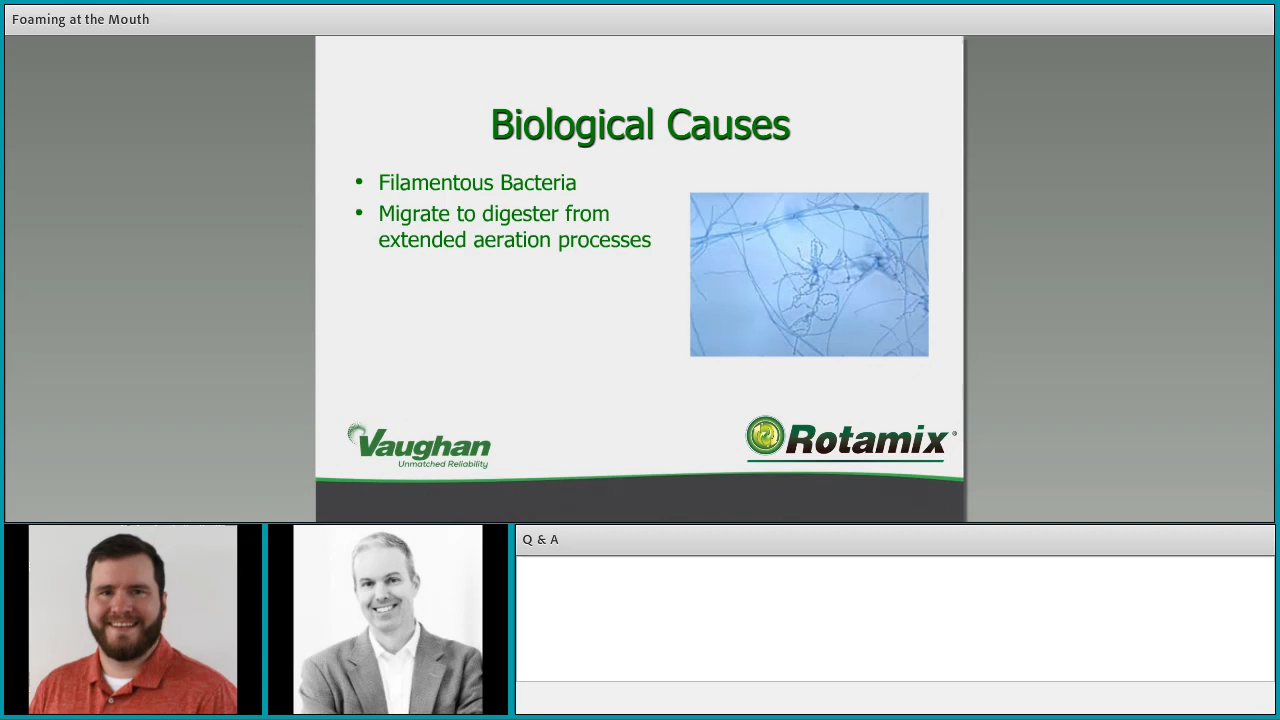 Foaming at the Mouth
Biological Causes
• Filamentous Bacteria
• Migrate to digester from
extended aeration processes
Vaughan
Unmatched Reliability
Rotamix®
Q & A